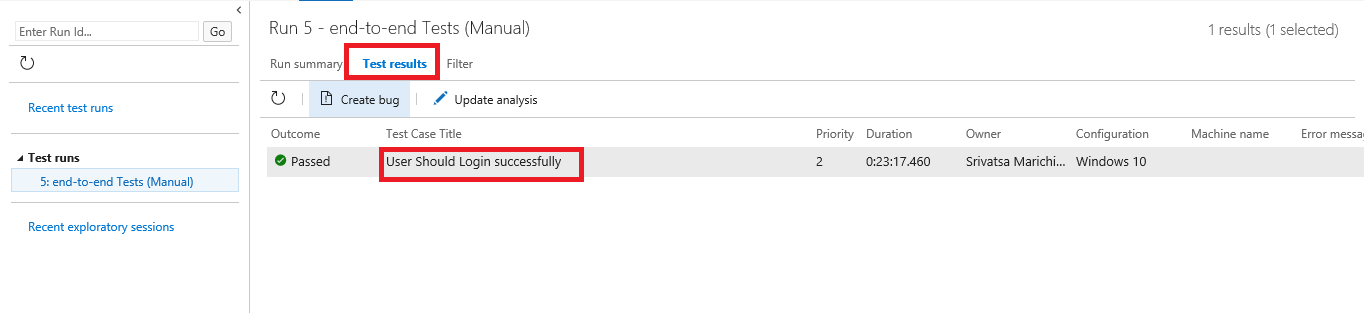 Enter Run Id...
Go
Recent test runs
Test runs
5: end-to-end Tests (Manual)
Recent exploratory sessions
Run 5 - end-to-end Tests (Manual)
1 results (1 selected)
Run summary Test results Filter
Create bug Update analysis
Outcome Test Case Title Priority Duration Owner Configuration Machine name Error messa
Passed User Should Login successfully 2 0:23:17.460 Srivatsa Marichi... Windows 10